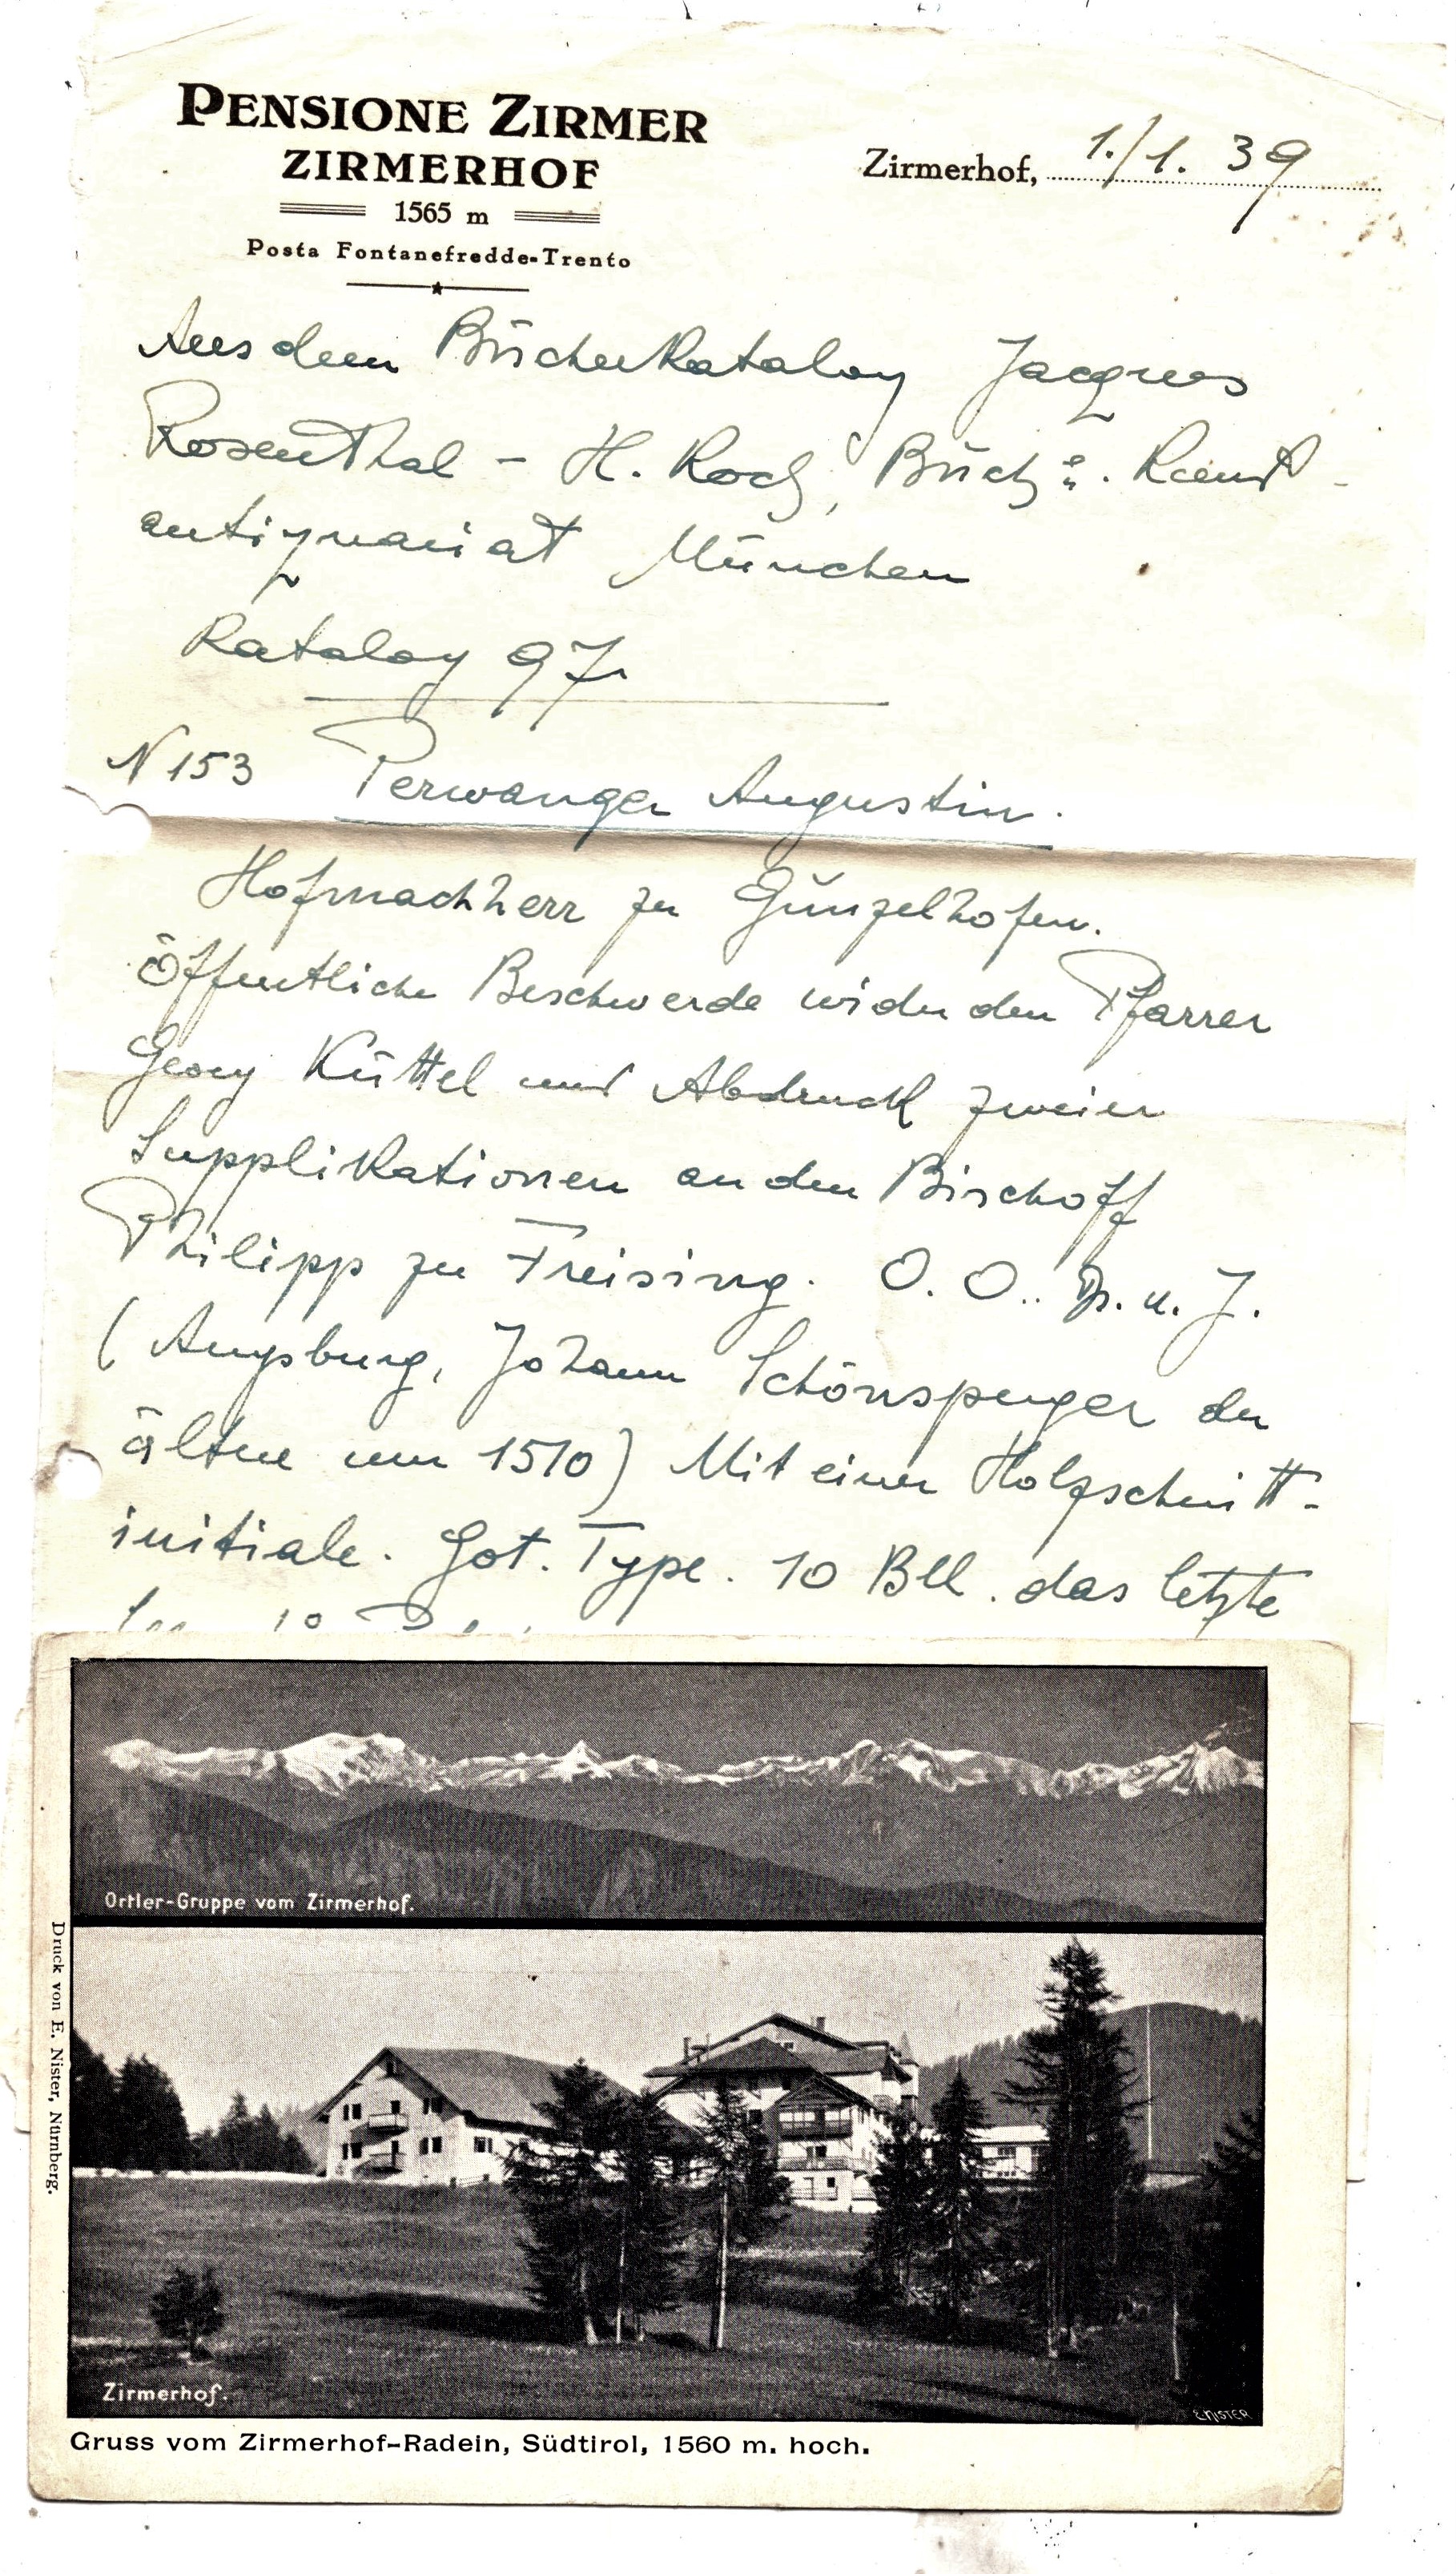 PENSIONE ZIRMER
ZIRMERHOF
1565 m
Posta Fontanefredde-Trento
Zirmerhof, 1./1. 39
Aus dem Bücherkatalog Jacques
Rosenthal - H. Koch, Buch u. Kunst-
antiquariat München
Katalog 97
N 153 Perwanger Augustin.
Hofmachherr zu Günzelhofen.
Öffentliche Beschwerde wider den Pfarrer
Georg Küttel und Abdruck zweier
Supplikationen an den Bischoff
Philipp zu Freising. O. O. Dr. u. J.
(Augsburg, Johann Schönsperger der
ältere um 1510) Mit einer Holzschnitt-
initiale. Got. Type. 10 Bll. das letzte
Ortler-Gruppe vom Zirmerhof.
Druck von E. Nister, Nürnberg.
Zirmerhof.
E. NISTER
Gruss vom Zirmerhof-Radein, Südtirol, 1560 m. hoch.